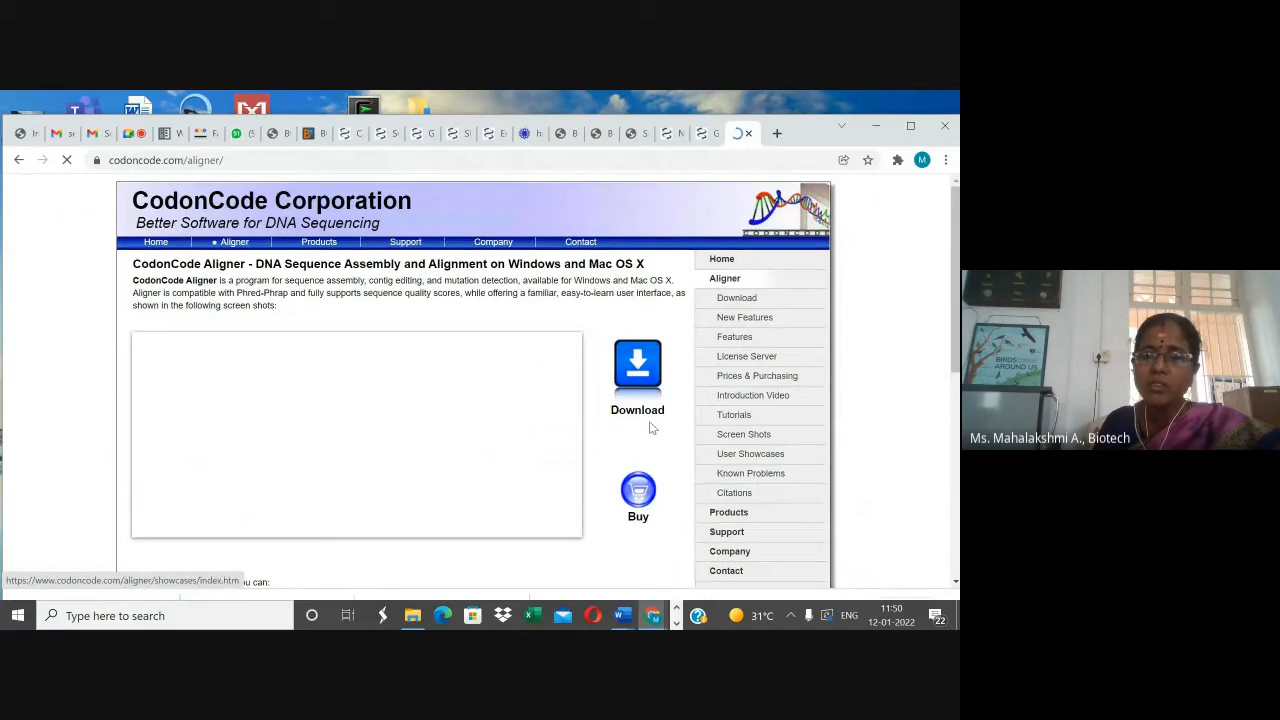 codoncode.com/aligner/
M
CodonCode Corporation
Better Software for DNA Sequencing
Home
Aligner
Products
Support
Company
Contact
CodonCode Aligner - DNA Sequence Assembly and Alignment on Windows and Mac OS X
CodonCode Aligner is a program for sequence assembly, contig editing, and mutation detection, available for Windows and Mac OS X.
Aligner is compatible with Phred-Phrap and fully supports sequence quality scores, while offering a familiar, easy-to-learn user interface, as
shown in the following screen shots:
Download
Buy
Home
Aligner
Download
New Features
Features
License Server
Prices & Purchasing
Introduction Video
Tutorials
Screen Shots
User Showcases
Known Problems
Citations
Products
Support
Company
Contact
https://www.codoncode.com/aligner/showcases/index.htm
ou can:
Type here to search
31°C
ENG
11:50
12-01-2022
22
BIRDS
AROUND US
Ms. Mahalakshmi A., Biotech